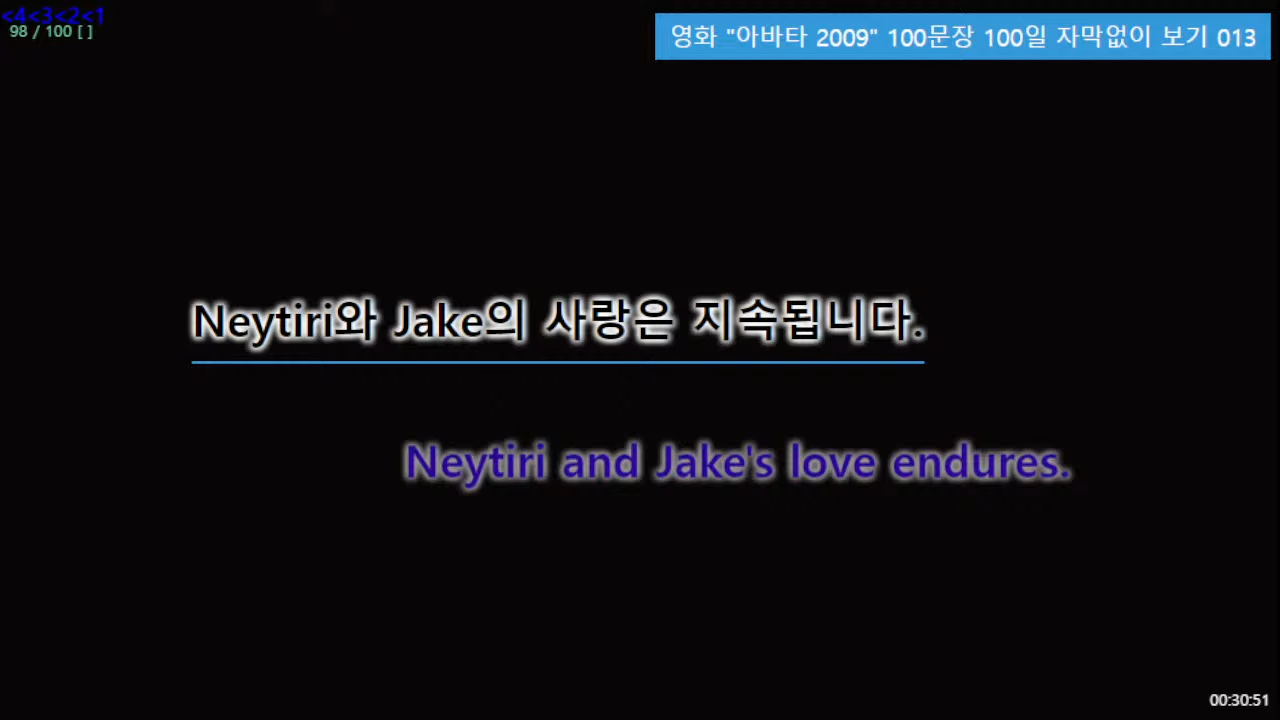 <4<3<2<1
98 / 100 [ ]
영화 "아바타 2009" 100문장 100일 자막없이 보기 013
Neytiri와 Jake의 사랑은 지속됩니다.
Neytiri and Jake's love endures.
00:30:51